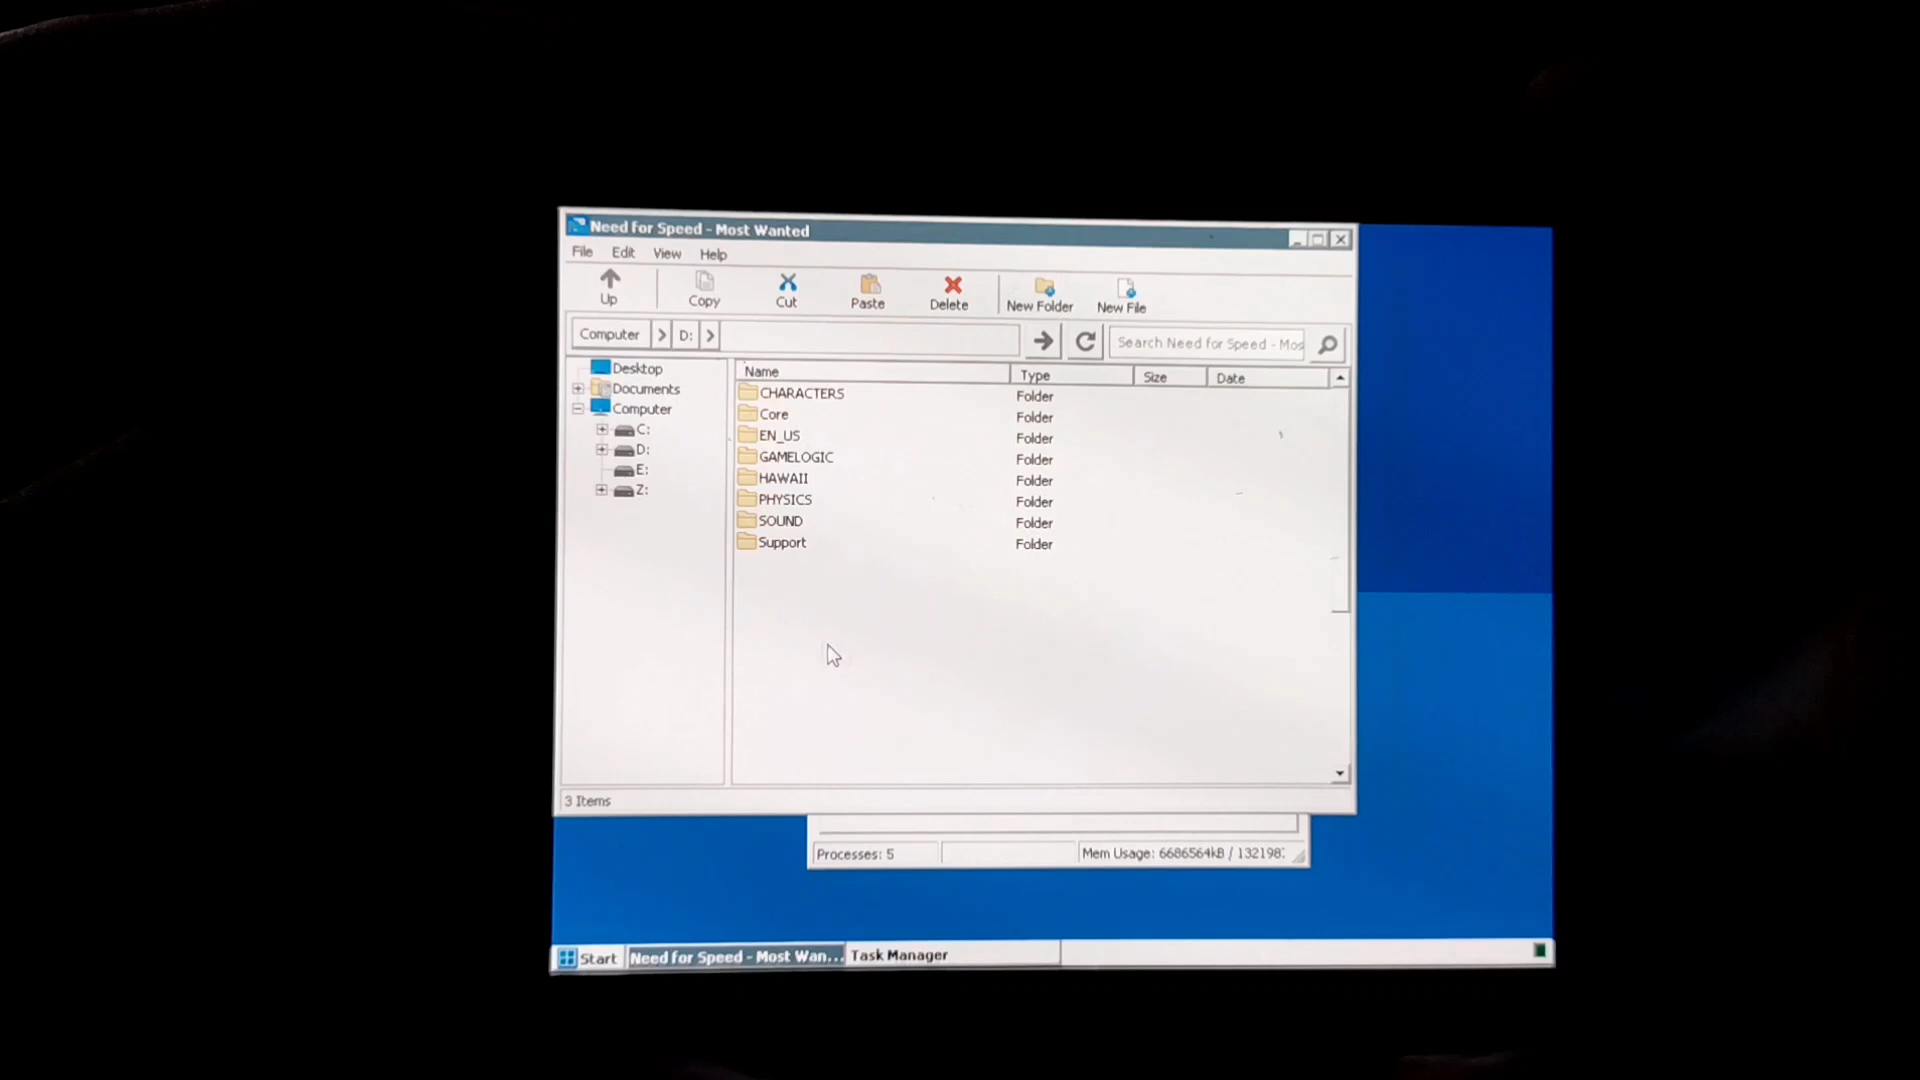 Need for Speed - Most Wanted
File Edit View Help
Up Copy Cut Paste Delete New Folder New File
Computer D: Search Need for Speed - Mos
Desktop
Documents
Computer
C:
D:
E:
Z:
Name Type Size Date
CHARACTERS Folder
Core Folder
EN_US Folder
GAMELOGIC Folder
HAWAII Folder
PHYSICS Folder
SOUND Folder
Support Folder
3 Items
Processes: 5 Mem Usage: 6686564kB / 132198
Start Need for Speed - Most Wan... Task Manager